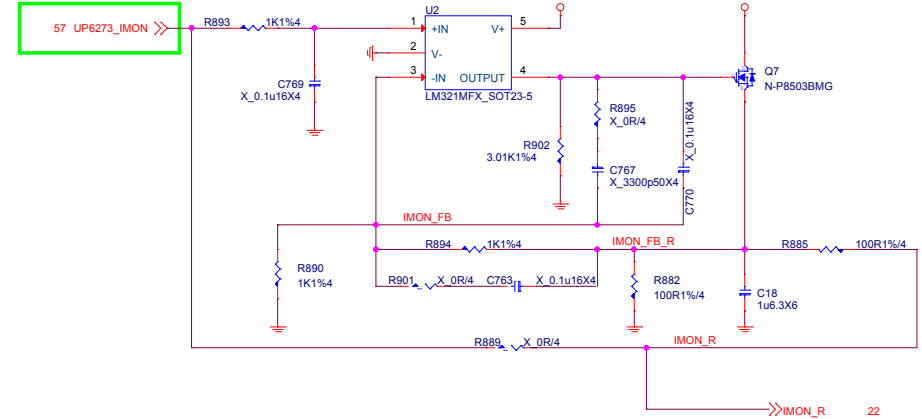 57 UP6273_IMON
R893
1K1%4
C769
X_0.1u16X4
U2
1
+IN
V+
5
2
V-
3
-IN
OUTPUT
4
LM321MFX_SOT23-5
Q7
N-P8503BMG
R895
X_0R/4
R902
3.01K1%4
C767
X_3300p50X4
X_0.1u16X4
C770
IMON_FB
R894
1K1%4
IMON_FB_R
R885
100R1%/4
R890
1K1%4
R901
X_0R/4
C763
X_0.1u16X4
R882
100R1%/4
C18
1u6.3X6
R889
X_0R/4
IMON_R
IMON_R 22